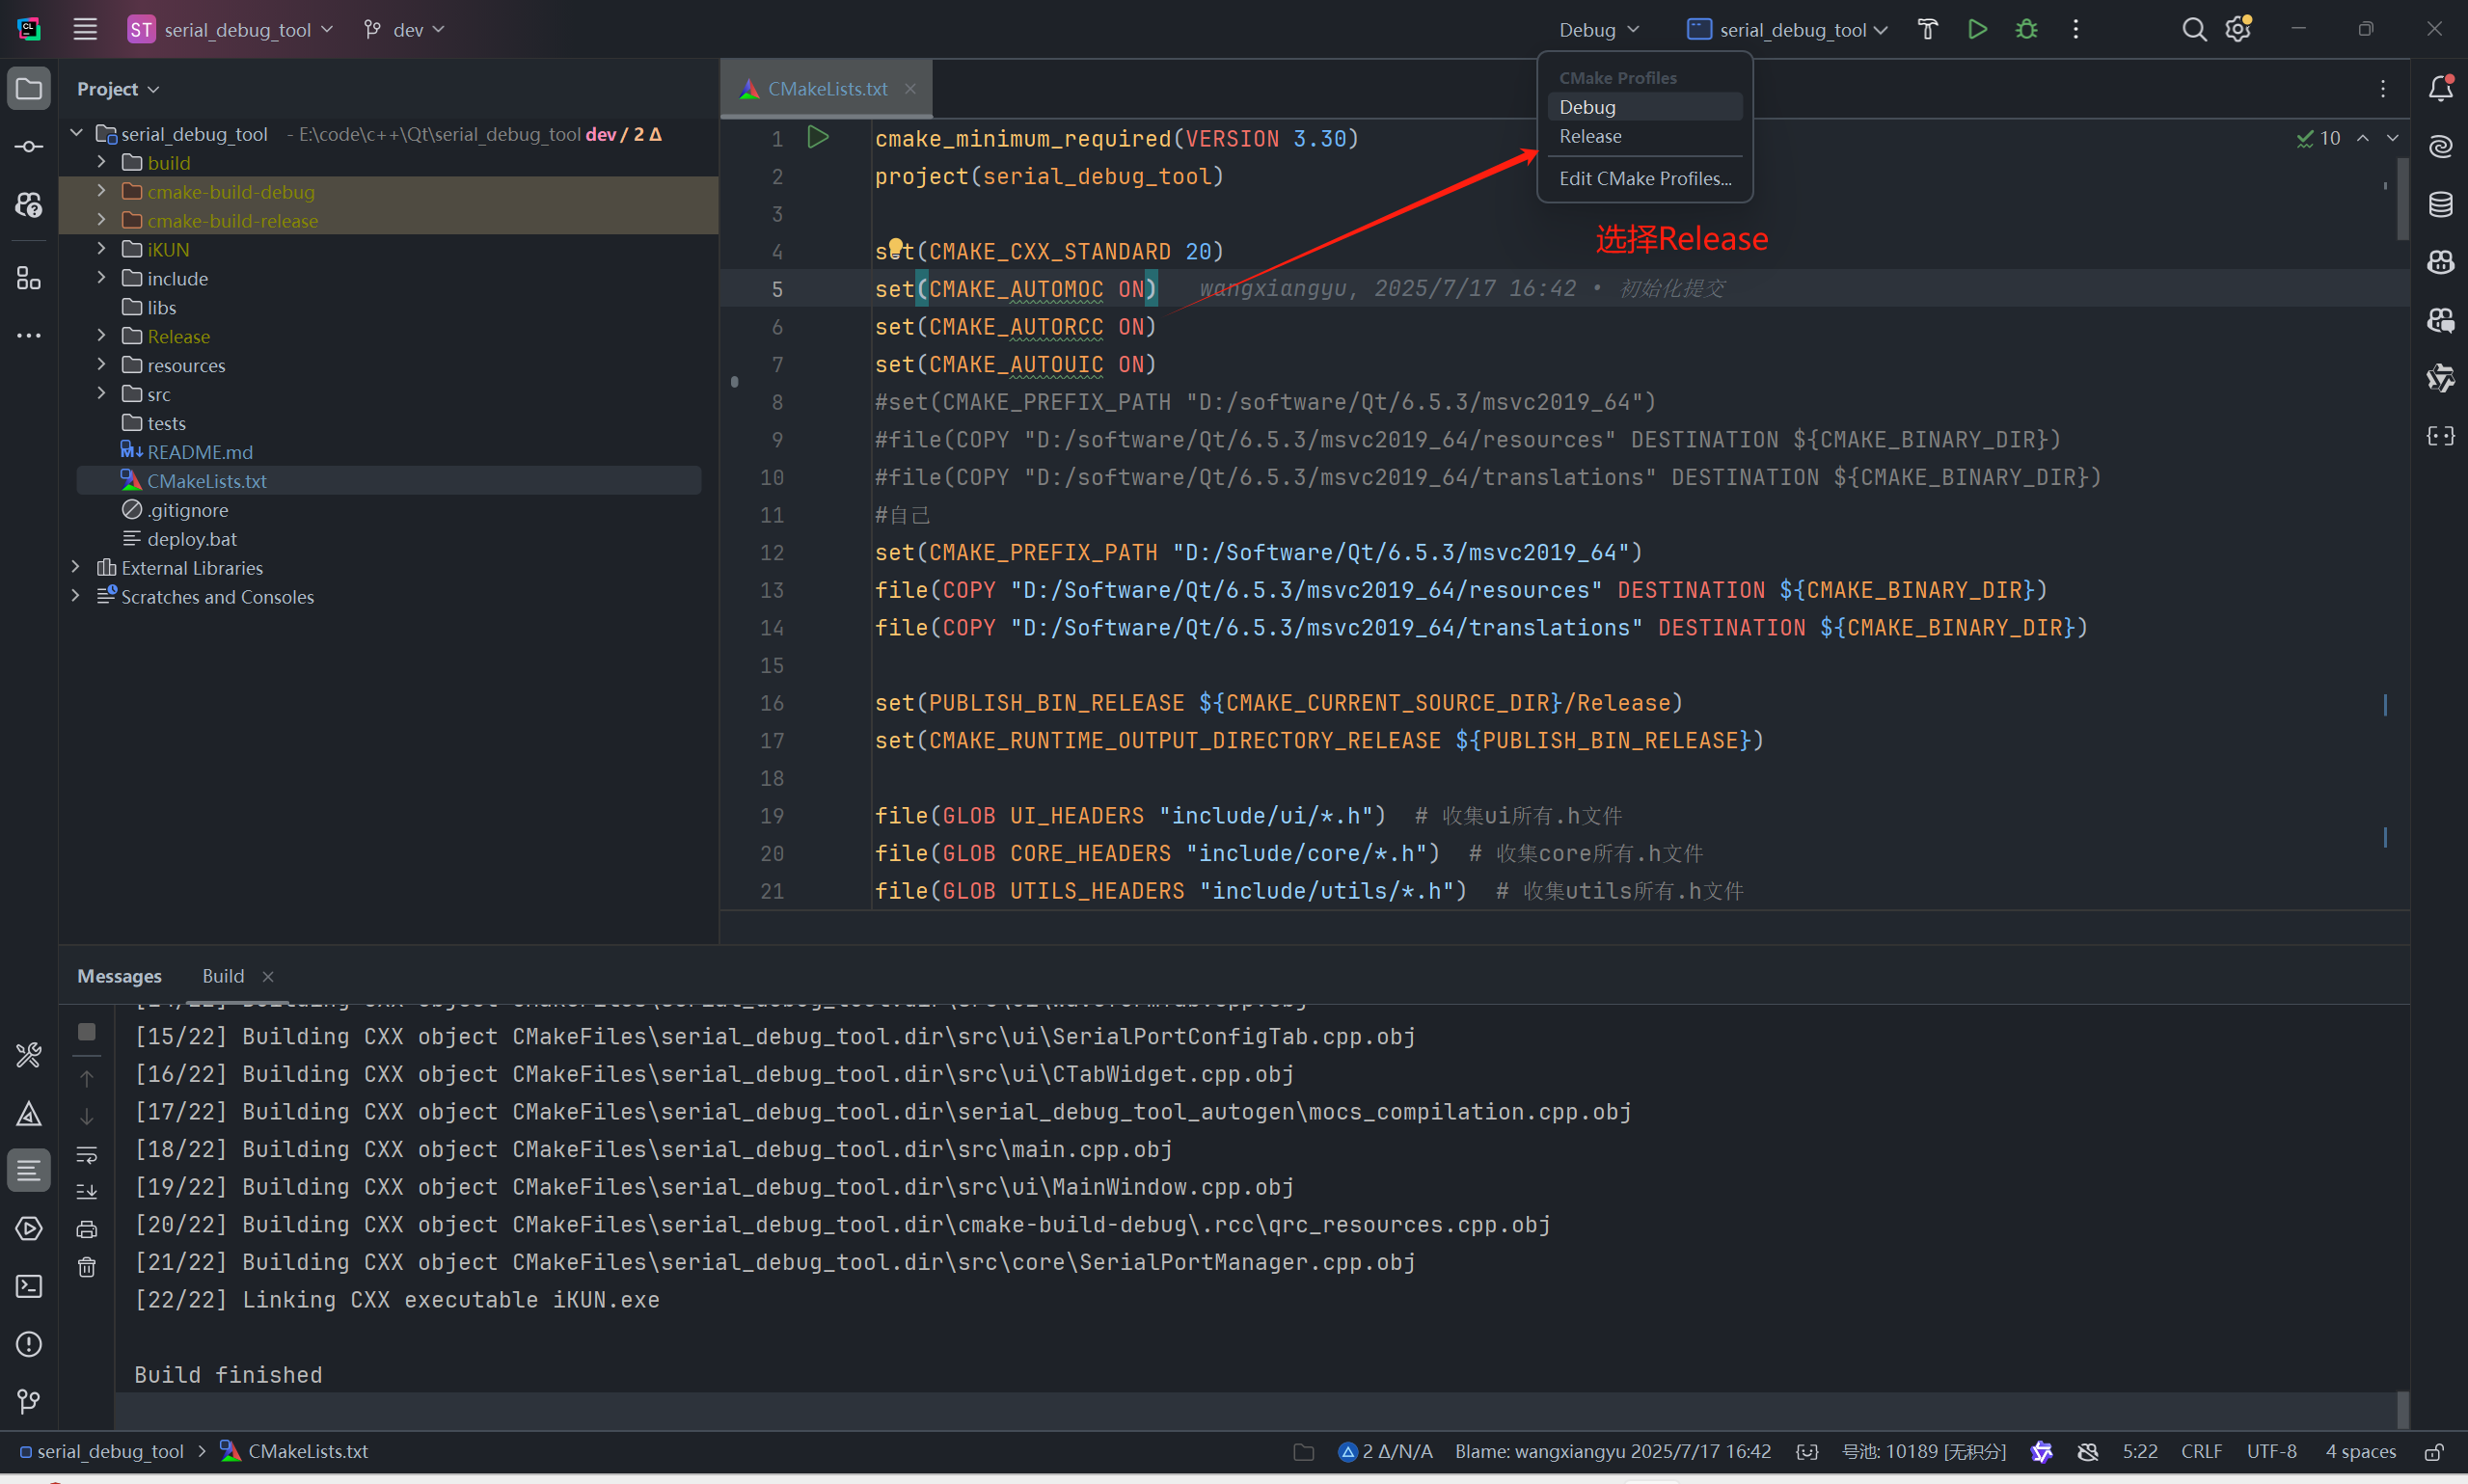 ST serial_debug_tool dev Debug serial_debug_tool
Project
CMakeLists.txt
CMake Profiles
Debug
Release
Edit CMake Profiles...
选择Release
serial_debug_tool - E:\code\c++\Qt\serial_debug_tool dev / 2 Δ
build
cmake-build-debug
cmake-build-release
iKUN
include
libs
Release
resources
src
tests
README.md
CMakeLists.txt
.gitignore
deploy.bat
External Libraries
Scratches and Consoles
10
1 cmake_minimum_required(VERSION 3.30)
2 project(serial_debug_tool)
3
4 set(CMAKE_CXX_STANDARD 20)
5 set(CMAKE_AUTOMOC ON) wangxiangyu, 2025/7/17 16:42 • 初始化提交
6 set(CMAKE_AUTORCC ON)
7 set(CMAKE_AUTOUIC ON)
8 #set(CMAKE_PREFIX_PATH "D:/software/Qt/6.5.3/msvc2019_64")
9 #file(COPY "D:/software/Qt/6.5.3/msvc2019_64/resources" DESTINATION ${CMAKE_BINARY_DIR})
10 #file(COPY "D:/software/Qt/6.5.3/msvc2019_64/translations" DESTINATION ${CMAKE_BINARY_DIR})
11 #自己
12 set(CMAKE_PREFIX_PATH "D:/Software/Qt/6.5.3/msvc2019_64")
13 file(COPY "D:/Software/Qt/6.5.3/msvc2019_64/resources" DESTINATION ${CMAKE_BINARY_DIR})
14 file(COPY "D:/Software/Qt/6.5.3/msvc2019_64/translations" DESTINATION ${CMAKE_BINARY_DIR})
15
16 set(PUBLISH_BIN_RELEASE ${CMAKE_CURRENT_SOURCE_DIR}/Release)
17 set(CMAKE_RUNTIME_OUTPUT_DIRECTORY_RELEASE ${PUBLISH_BIN_RELEASE})
18
19 file(GLOB UI_HEADERS "include/ui/*.h") # 收集ui所有.h文件
20 file(GLOB CORE_HEADERS "include/core/*.h") # 收集core所有.h文件
21 file(GLOB UTILS_HEADERS "include/utils/*.h") # 收集utils所有.h文件
Messages Build
[15/22] Building CXX object CMakeFiles\serial_debug_tool.dir\src\ui\SerialPortConfigTab.cpp.obj
[16/22] Building CXX object CMakeFiles\serial_debug_tool.dir\src\ui\CTabWidget.cpp.obj
[17/22] Building CXX object CMakeFiles\serial_debug_tool.dir\serial_debug_tool_autogen\mocs_compilation.cpp.obj
[18/22] Building CXX object CMakeFiles\serial_debug_tool.dir\src\main.cpp.obj
[19/22] Building CXX object CMakeFiles\serial_debug_tool.dir\src\ui\MainWindow.cpp.obj
[20/22] Building CXX object CMakeFiles\serial_debug_tool.dir\cmake-build-debug\.rcc\qrc_resources.cpp.obj
[21/22] Building CXX object CMakeFiles\serial_debug_tool.dir\src\core\SerialPortManager.cpp.obj
[22/22] Linking CXX executable iKUN.exe
Build finished
serial_debug_tool > CMakeLists.txt 2 Δ/N/A Blame: wangxiangyu 2025/7/17 16:42 号池: 10189 [无积分] 5:22 CRLF UTF-8 4 spaces